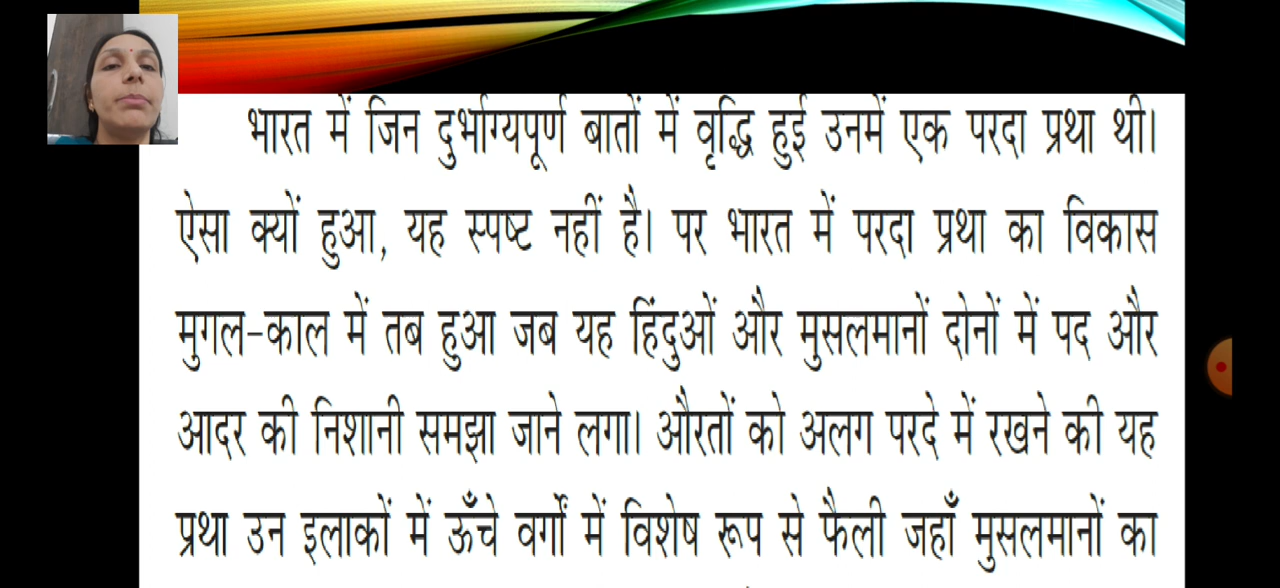 भारत में जिन दुर्भाग्यपूर्ण बातों में वृद्धि हुई उनमें एक परदा प्रथा थी।
ऐसा क्यों हुआ, यह स्पष्ट नहीं है। पर भारत में परदा प्रथा का विकास
मुगल-काल में तब हुआ जब यह हिंदुओं और मुसलमानों दोनों में पद और
आदर की निशानी समझा जाने लगा। औरतों को अलग परदे में रखने की यह
प्रथा उन इलाकों में ऊँचे वर्गों में विशेष रूप से फैली जहाँ मुसलमानों का